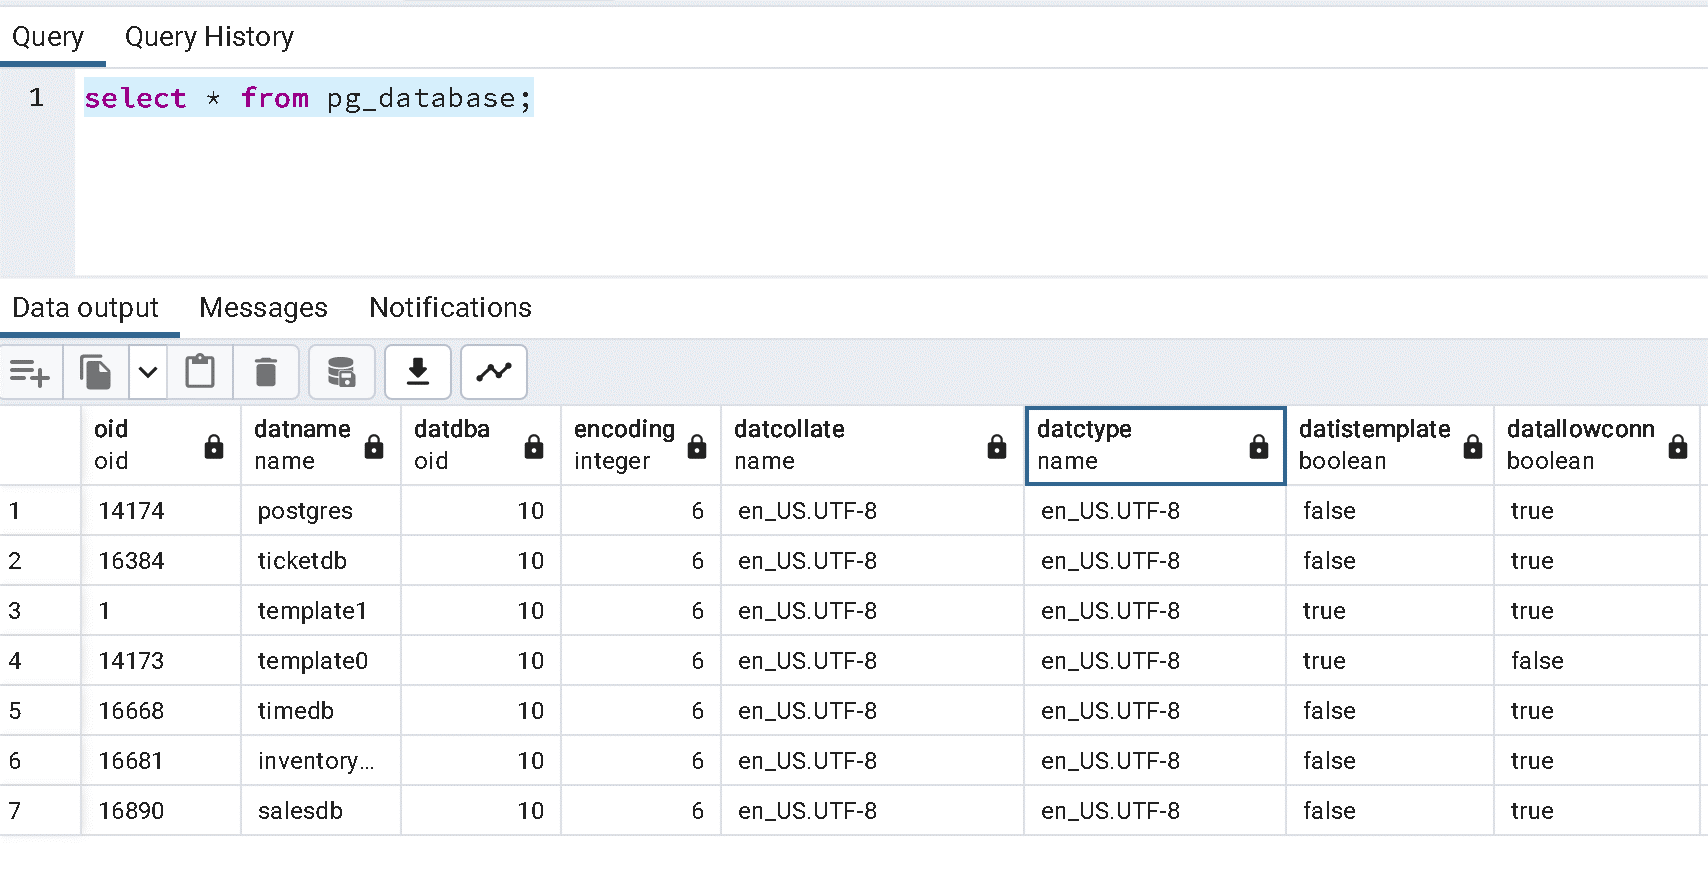 Query Query History
1 select * from pg_database;
Data output Messages Notifications
oid datname datdba encoding datcollate datctype datistemplate datallowconn
oid name oid integer name name boolean boolean
1 14174 postgres 10 6 en_US.UTF-8 en_US.UTF-8 false true
2 16384 ticketdb 10 6 en_US.UTF-8 en_US.UTF-8 false true
3 1 template1 10 6 en_US.UTF-8 en_US.UTF-8 true true
4 14173 template0 10 6 en_US.UTF-8 en_US.UTF-8 true false
5 16668 timedb 10 6 en_US.UTF-8 en_US.UTF-8 false true
6 16681 inventory... 10 6 en_US.UTF-8 en_US.UTF-8 false true
7 16890 salesdb 10 6 en_US.UTF-8 en_US.UTF-8 false true